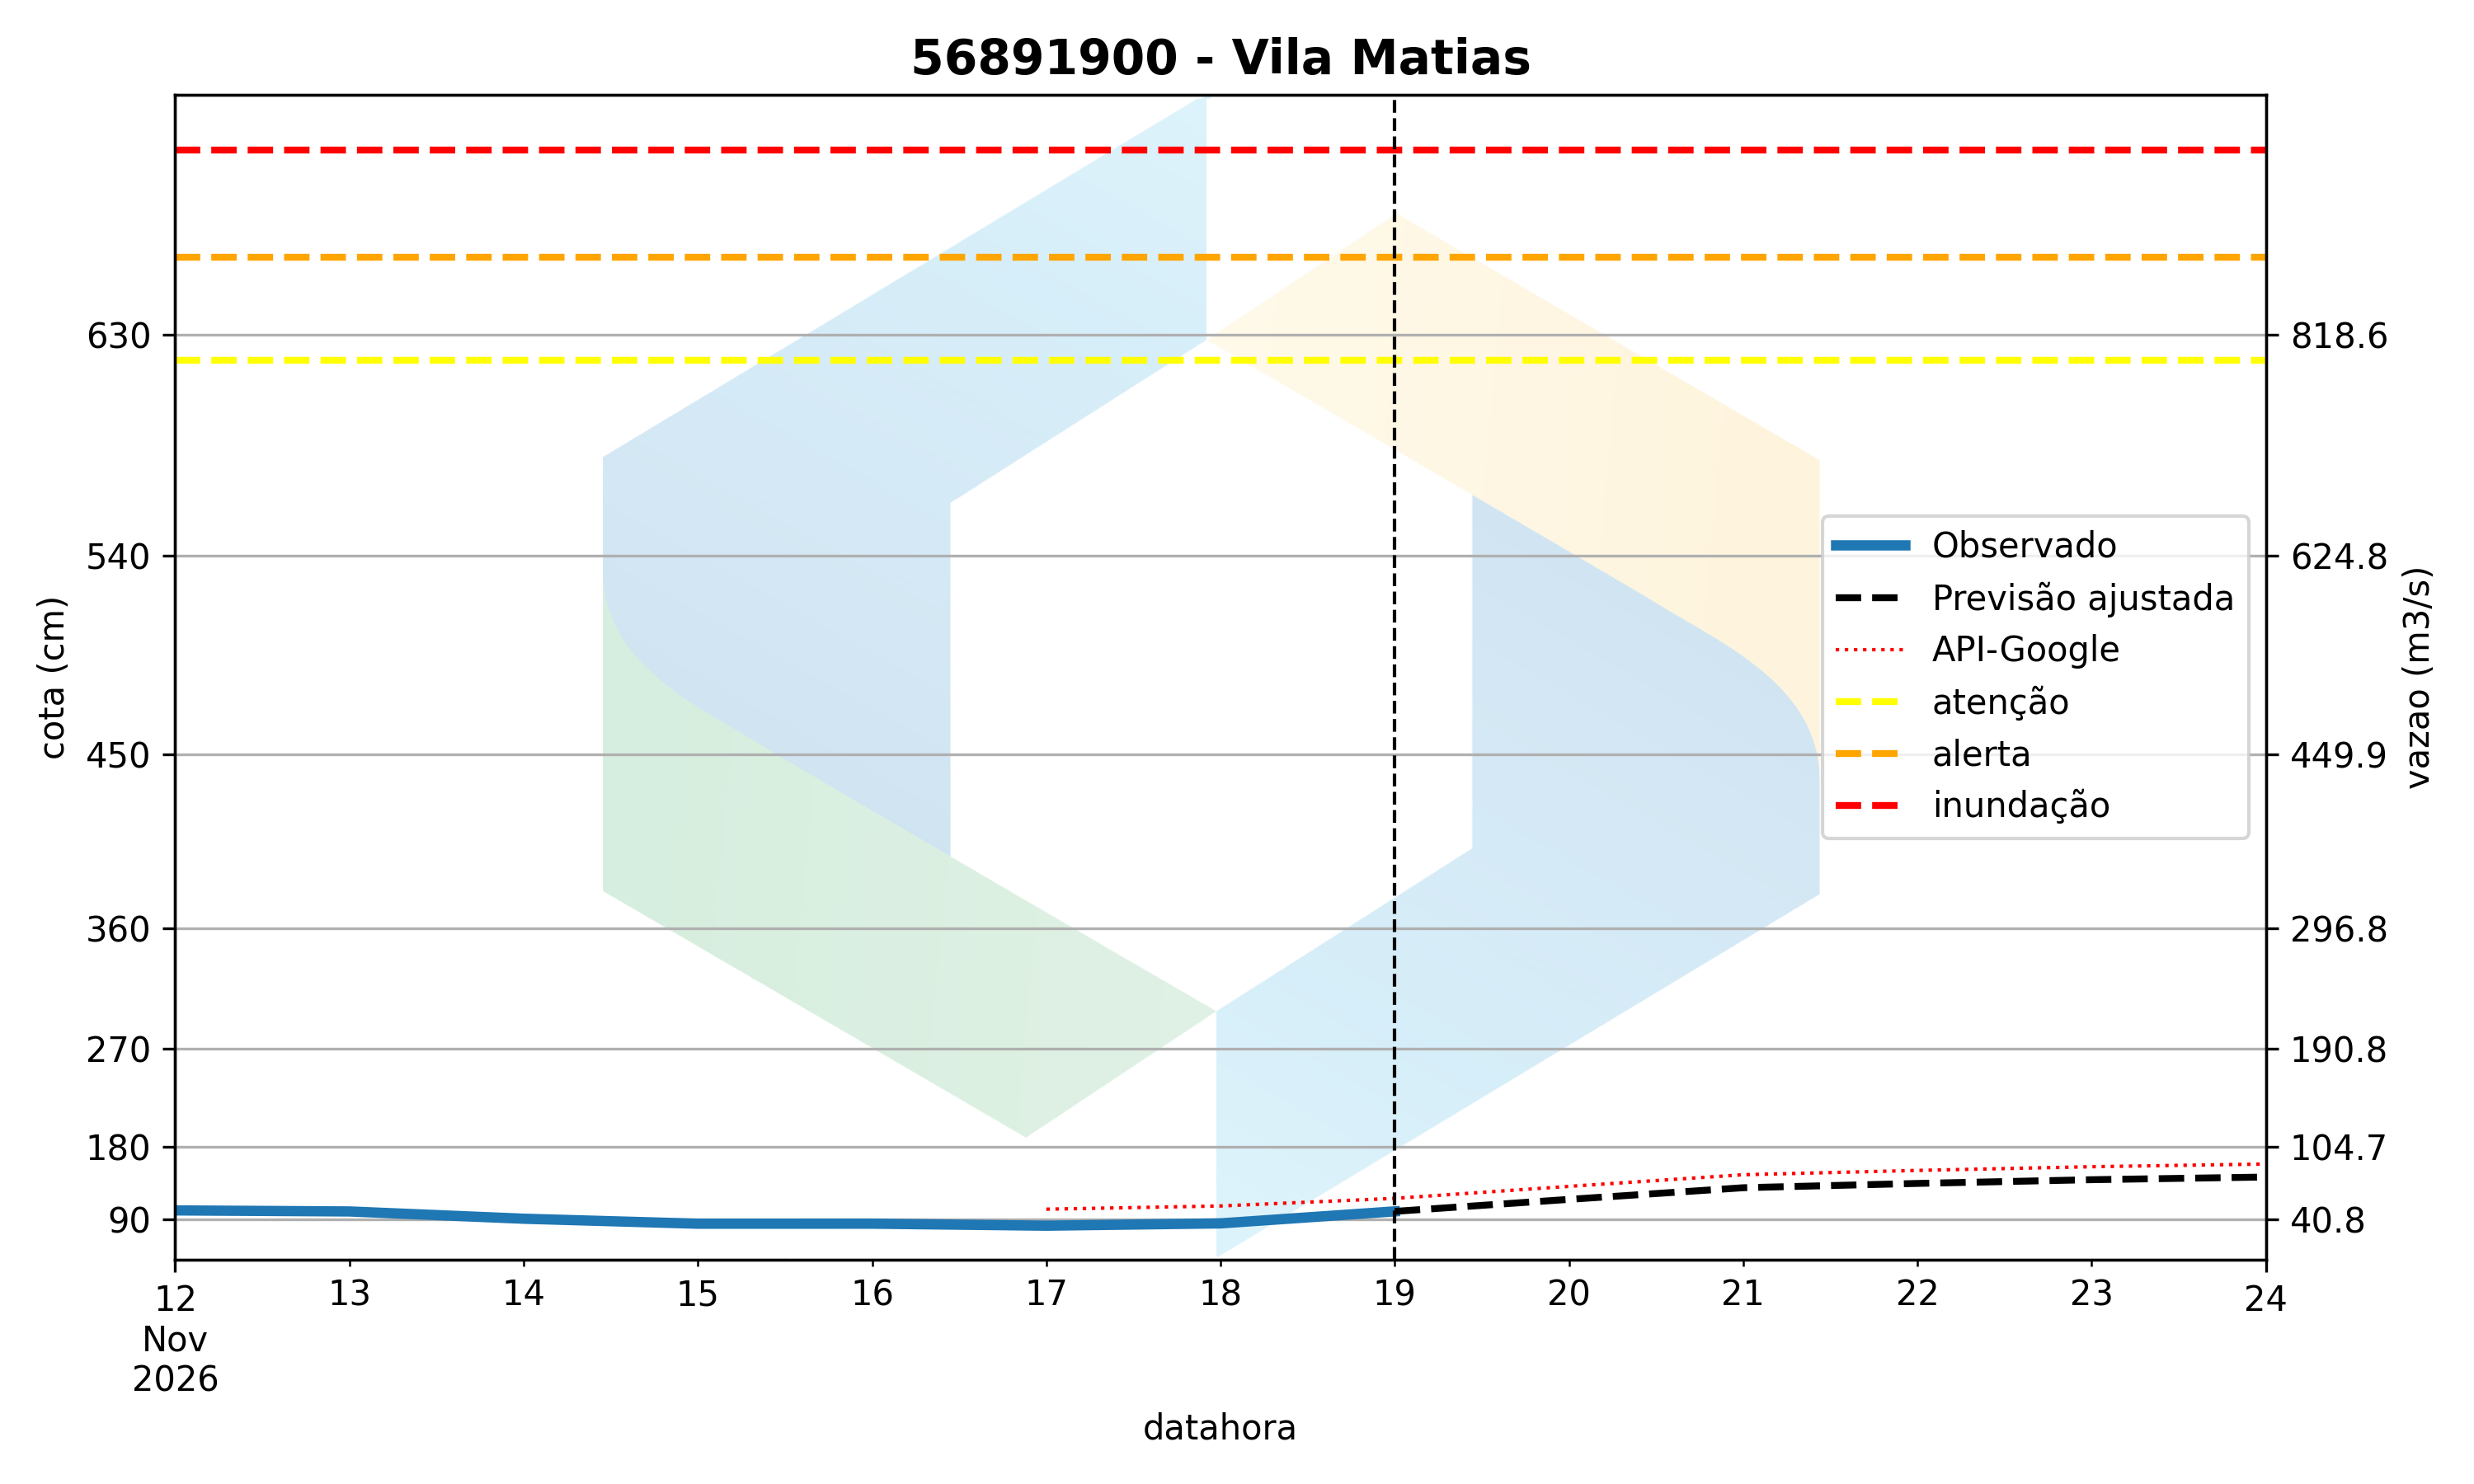 56891900 - Vila Matias
630
540
450
360
270
180
90
cota (cm)
818.6
624.8
449.9
296.8
190.8
104.7
40.8
vazao (m3/s)
Observado
Previsão ajustada
API-Google
atenção
alerta
inundação
12 13 14 15 16 17 18 19 20 21 22 23 24
Nov
2026
datahora